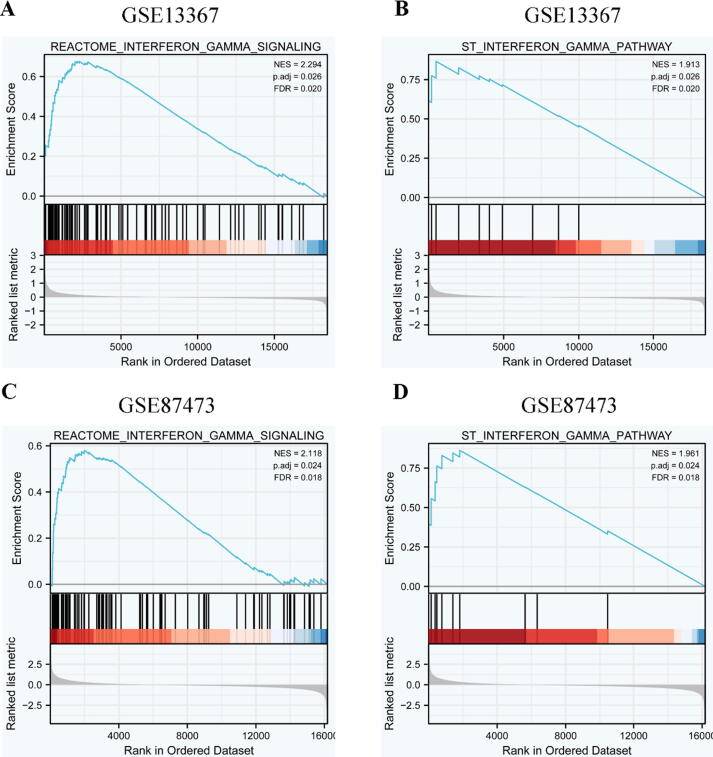 A
GSE13367
REACTOME_INTERFERON_GAMMA_SIGNALING
NES = 2.294
p.adj = 0.026
FDR = 0.020
Enrichment Score
0.6
0.4
0.2
0.0
Ranked list metric
3
2
1
0
−1
−2
5000
10000
15000
Rank in Ordered Dataset
B
GSE13367
ST_INTERFERON_GAMMA_PATHWAY
NES = 1.913
p.adj = 0.026
FDR = 0.020
Enrichment Score
0.75
0.50
0.25
0.00
Ranked list metric
3
2
1
0
−1
−2
5000
10000
15000
Rank in Ordered Dataset
C
GSE87473
REACTOME_INTERFERON_GAMMA_SIGNALING
NES = 2.118
p.adj = 0.024
FDR = 0.018
Enrichment Score
0.6
0.4
0.2
0.0
Ranked list metric
2.5
0.0
−2.5
4000
8000
12000
16000
Rank in Ordered Dataset
D
GSE87473
ST_INTERFERON_GAMMA_PATHWAY
NES = 1.961
p.adj = 0.024
FDR = 0.018
Enrichment Score
0.75
0.50
0.25
0.00
Ranked list metric
2.5
0.0
−2.5
4000
8000
12000
16000
Rank in Ordered Dataset